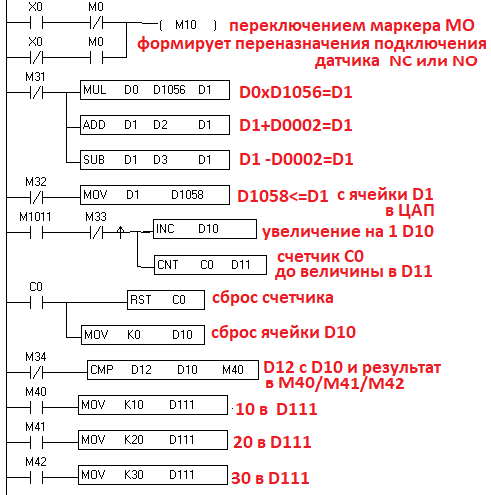 X0 M0
( M10 ) переключением маркера МО
формирует переназначения подключения
X0 M0
датчика NC или NO
M31
MUL D0 D1056 D1 D0xD1056=D1
ADD D1 D2 D1 D1+D0002=D1
SUB D1 D3 D1 D1 -D0002=D1
M32
MOV D1 D1058 D1058<=D1 с ячейки D1
в ЦАП
M1011 M33
INC D10 увеличение на 1 D10
CNT C0 D11 счетчик C0
до величины в D11
C0
RST C0 сброс счетчика
MOV K0 D10 сброс ячейки D10
M34
CMP D12 D10 M40 D12 с D10 и результат
в M40/M41/M42
M40
MOV K10 D111 10 в D111
M41
MOV K20 D111 20 в D111
M42
MOV K30 D111 30 в D111